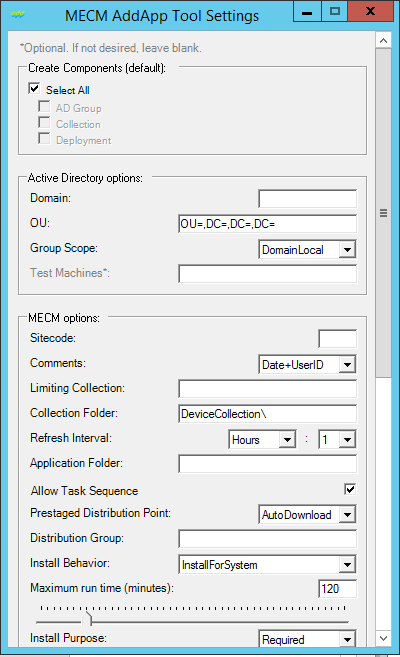 MECM AddApp Tool Settings
*Optional. If not desired, leave blank.
Create Components (default):
Select All
AD Group
Collection
Deployment
Active Directory options:
Domain:
OU: OU=,DC=,DC=,DC=
Group Scope: DomainLocal
Test Machines*:
MECM options:
Sitecode:
Comments: Date+UserID
Limiting Collection:
Collection Folder: DeviceCollection\
Refresh Interval: Hours : 1
Application Folder:
Allow Task Sequence
Prestaged Distribution Point: AutoDownload
Distribution Group:
Install Behavior: InstallForSystem
Maximum run time (minutes): 120
Install Purpose: Required